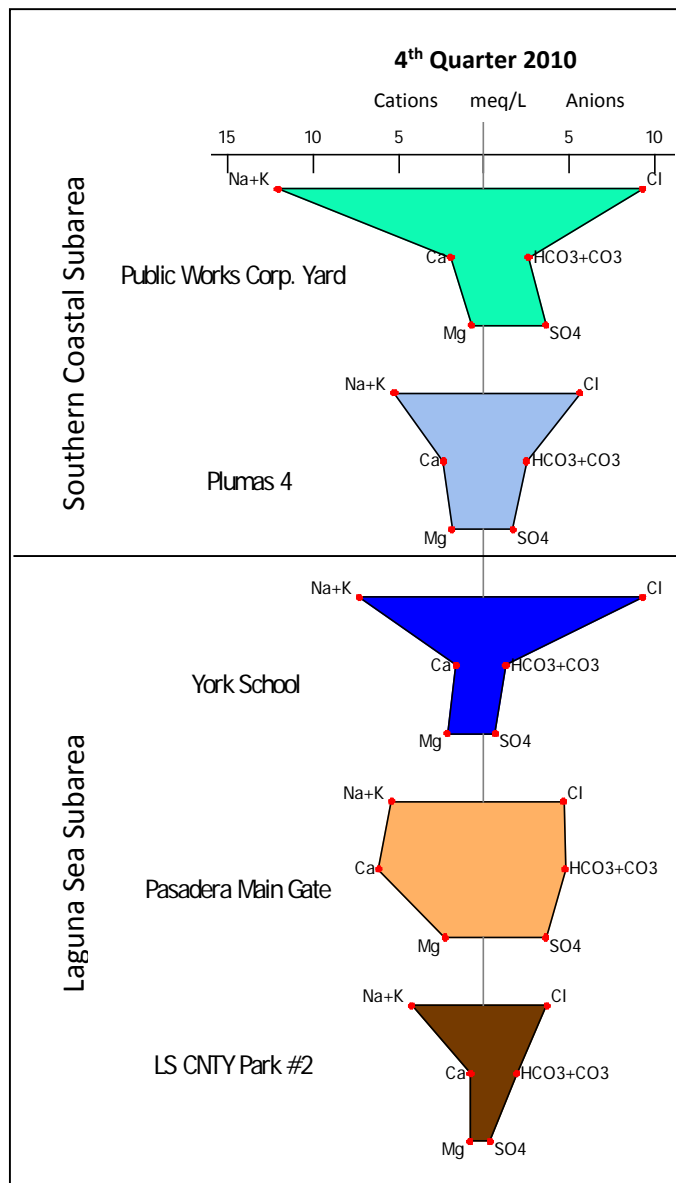 4th Quarter 2010
Cations meq/L Anions
15 10 5 5 10
Southern Coastal Subarea
Na+K Cl
Public Works Corp. Yard
Ca HCO3+CO3
Mg SO4
Na+K Cl
Plumas 4
Ca HCO3+CO3
Mg SO4
Laguna Sea Subarea
Na+K Cl
York School
Ca HCO3+CO3
Mg SO4
Na+K Cl
Pasadera Main Gate
Ca HCO3+CO3
Mg SO4
Na+K Cl
LS CNTY Park #2
Ca HCO3+CO3
Mg SO4